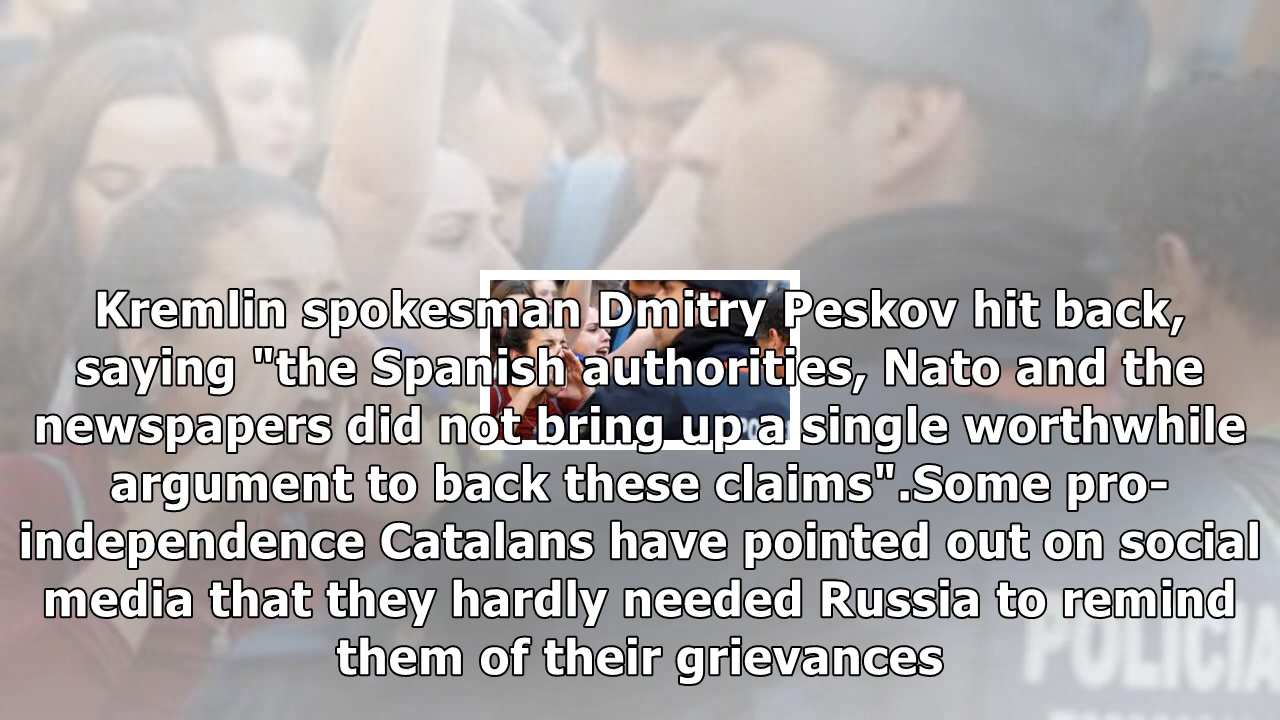 Kremlin spokesman Dmitry Peskov hit back,
saying "the Spanish authorities, Nato and the
newspapers did not bring up a single worthwhile
argument to back these claims".Some pro-
independence Catalans have pointed out on social
media that they hardly needed Russia to remind
them of their grievances
POLICIA